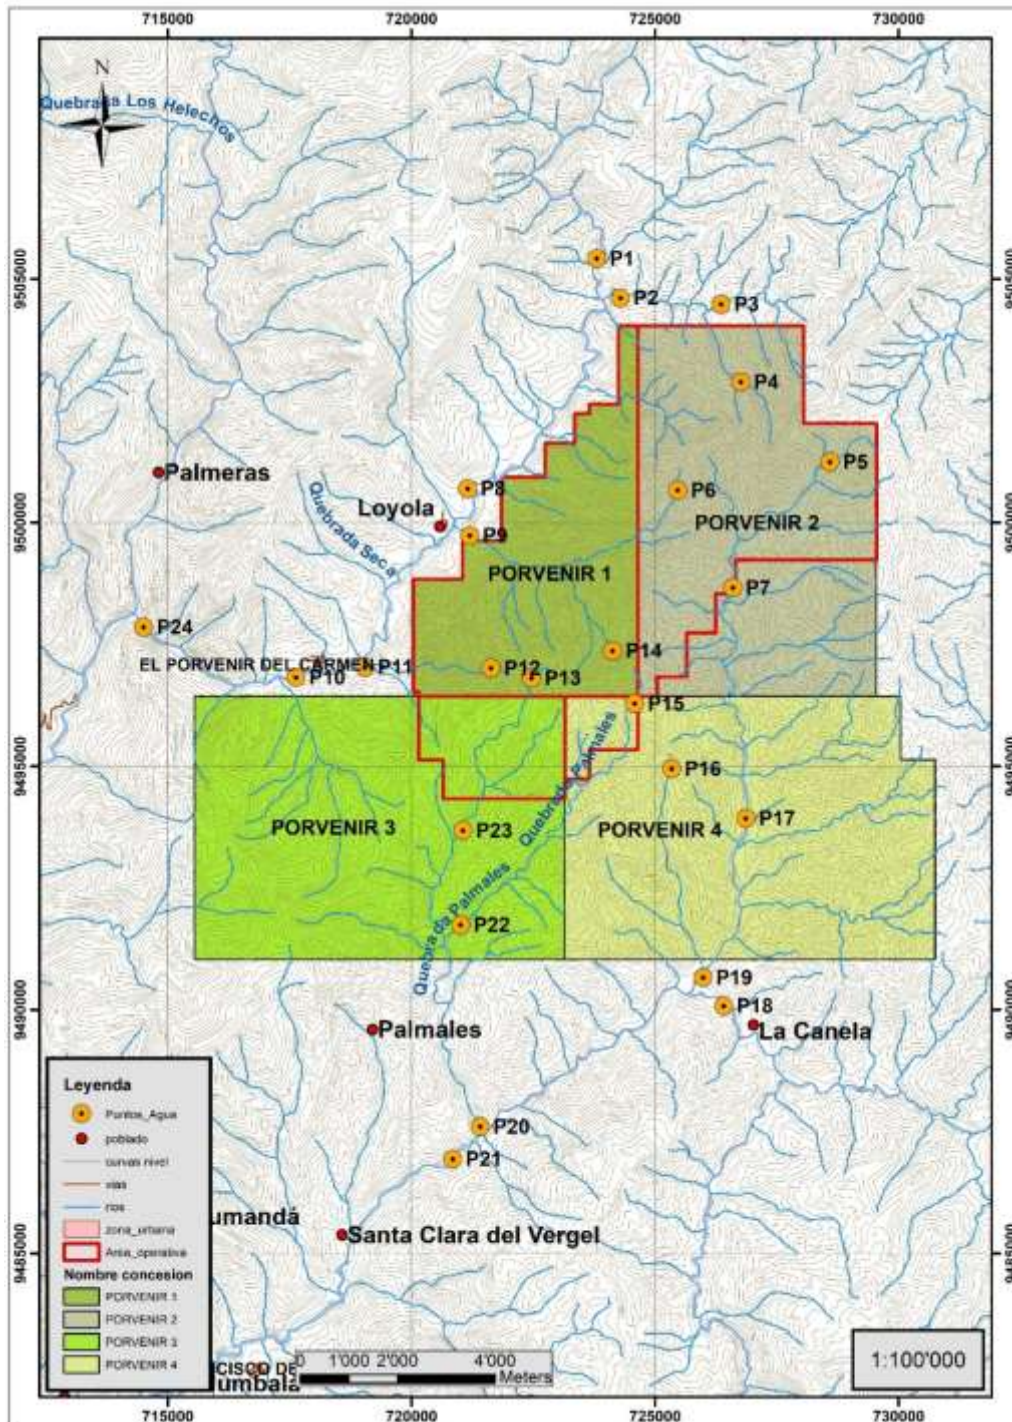 715000 720000 725000 730000
N
Quebrada Los Helechos
P1
9505000 9505000
P2
P3
P4
Palmeras
P5
P8
P6
Loyola
Quebrada Seca
PORVENIR 2
9500000 9500000
P9
PORVENIR 1
P7
P24
P14
EL PORVENIR DEL CARMEN
P11
P12
P10
P13
P15
Quebrada Palmales
9495000 9495000
P16
P17
PORVENIR 3
P23
PORVENIR 4
Quebrada Palmales
P22
P19
9490000 9490000
P18
Palmales
La Canela
Leyenda
Puntos_Agua
poblado
curvas nivel
vias
rios
zona_urbana
Area_operativa
Nombre concesion
PORVENIR 1
PORVENIR 2
PORVENIR 3
PORVENIR 4
P20
P21
umandá
Santa Clara del Vergel
9485000 9485000
NCISCO DE
umbala
0 1'000 2'000 4'000
Meters
1:100'000
715000 720000 725000 730000